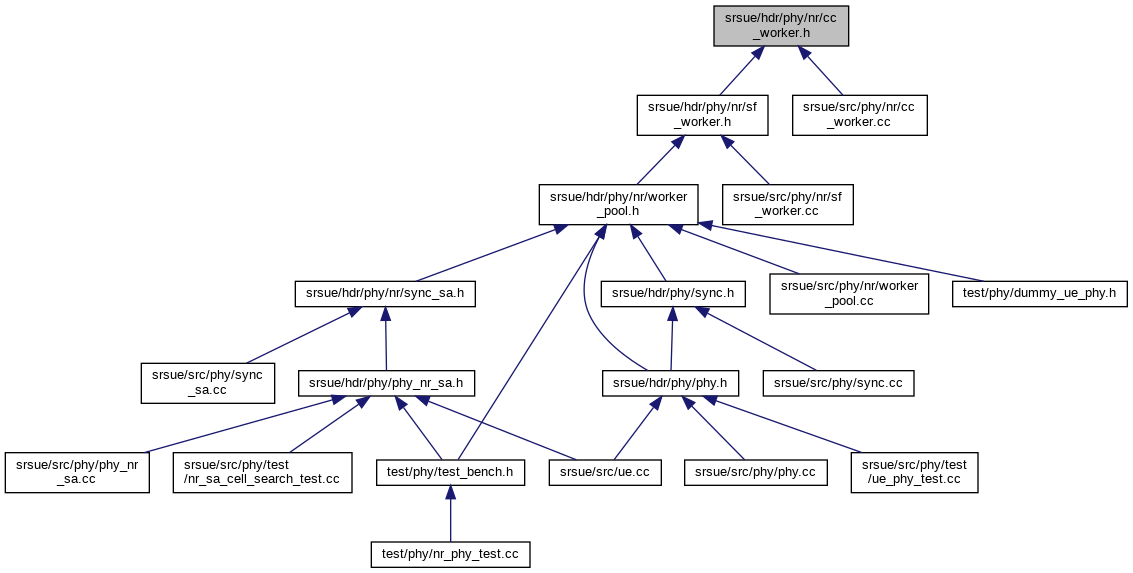 srsue/hdr/phy/nr/cc
_worker.h
srsue/hdr/phy/nr/sf
_worker.h
srsue/src/phy/nr/cc
_worker.cc
srsue/hdr/phy/nr/worker
_pool.h
srsue/src/phy/nr/sf
_worker.cc
srsue/hdr/phy/nr/sync_sa.h
srsue/hdr/phy/sync.h
srsue/src/phy/nr/worker
_pool.cc
test/phy/dummy_ue_phy.h
srsue/src/phy/sync
_sa.cc
srsue/hdr/phy/phy_nr_sa.h
srsue/hdr/phy/phy.h
srsue/src/phy/sync.cc
srsue/src/phy/phy_nr
_sa.cc
srsue/src/phy/test
/nr_sa_cell_search_test.cc
test/phy/test_bench.h
srsue/src/ue.cc
srsue/src/phy/phy.cc
srsue/src/phy/test
/ue_phy_test.cc
test/phy/nr_phy_test.cc